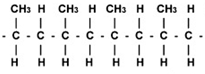 CH₃ H CH₃ H CH₃ H CH₃ H
| | | | | | | |
- C - C - C - C - C - C - C - C -
| | | | | | | |
H H H H H H H H